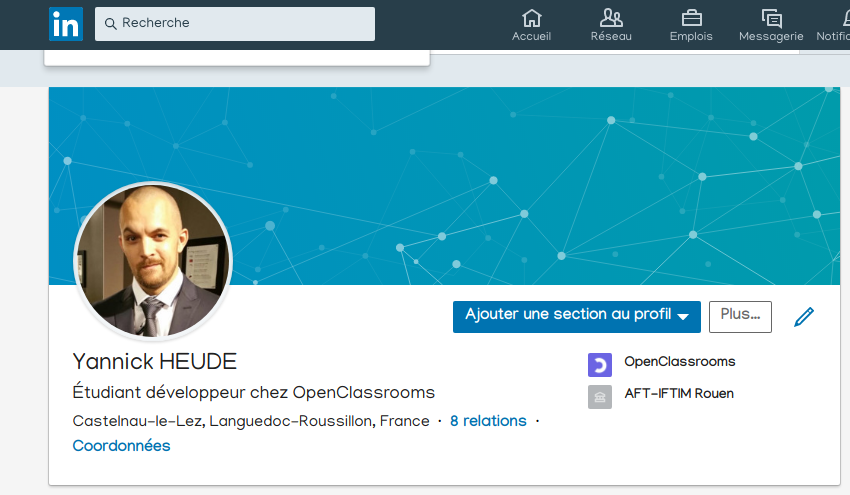 in
Recherche
Accueil
Réseau
Emplois
Messagerie
Ajouter une section au profil
Plus...
Yannick HEUDE
Étudiant développeur chez OpenClassrooms
Castelnau-le-Lez, Languedoc-Roussillon, France · 8 relations ·
Coordonnées
OpenClassrooms
AFT-IFTIM Rouen